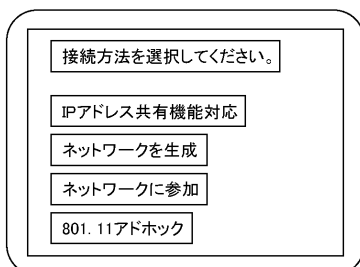 接続方法を選択してください。
IPアドレス共有機能対応
ネットワークを生成
ネットワークに参加
801. 11アドホック